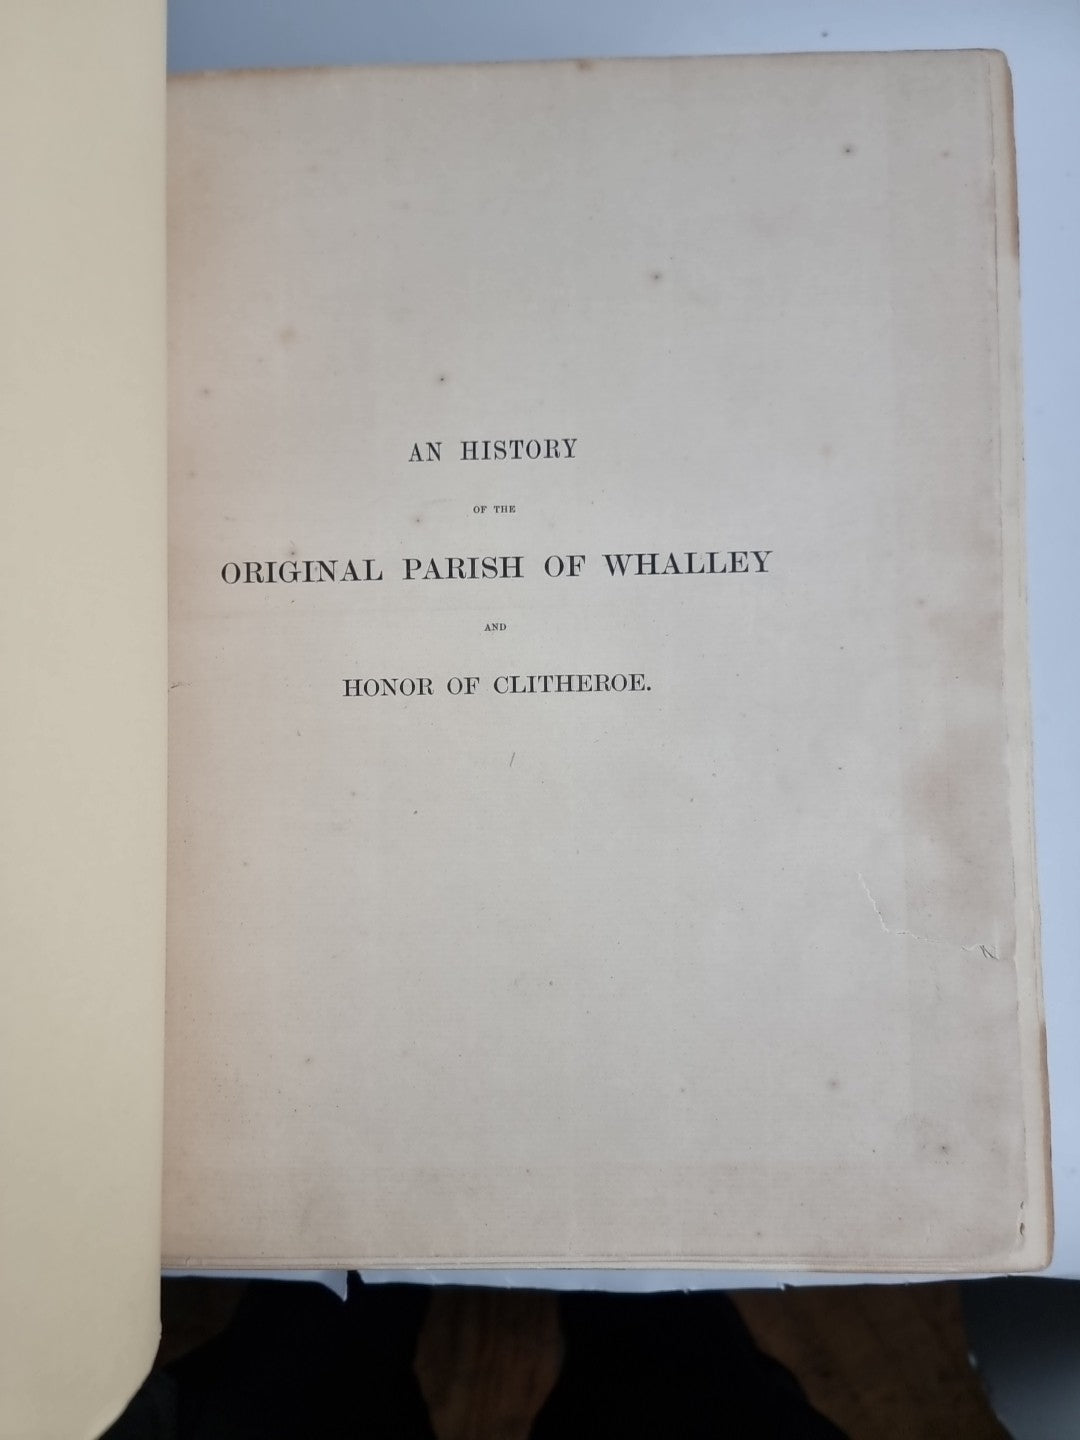 AN HISTORY
OF THE
ORIGINAL PARISH OF WHALLEY
AND
HONOR OF CLITHEROE.